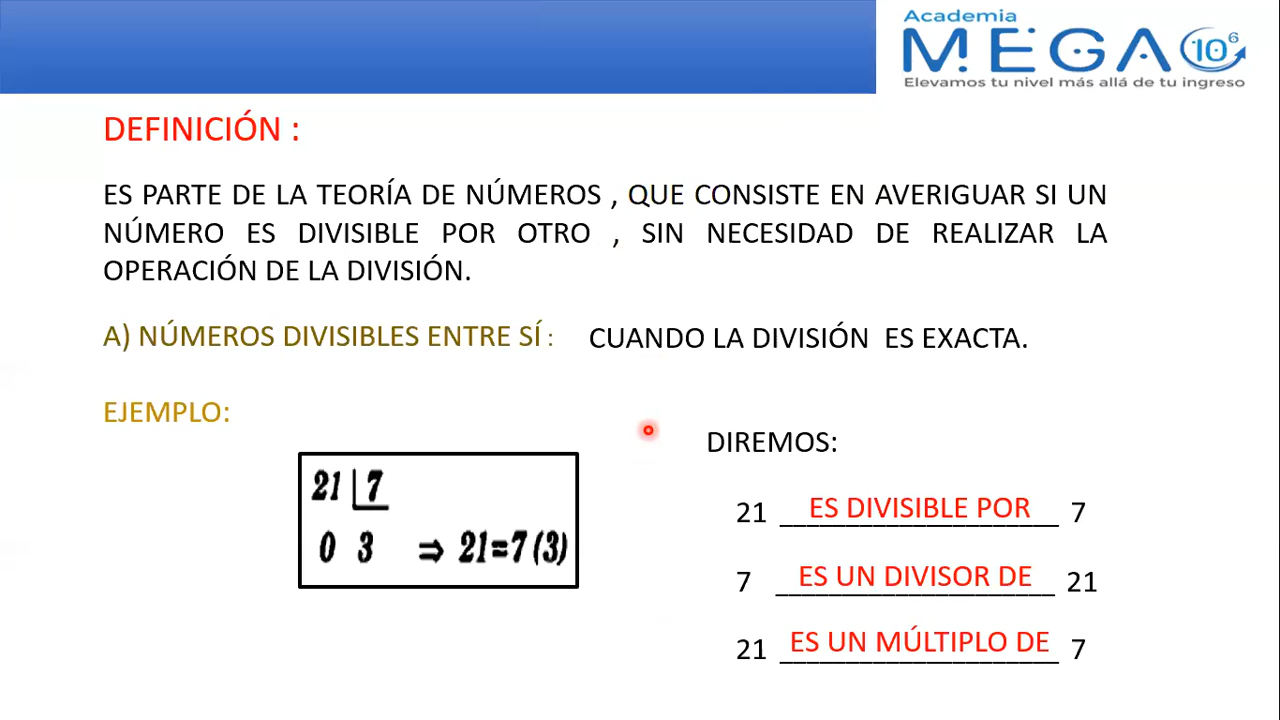 Academia
MEGA 10⁶
Elevamos tu nivel más allá de tu ingreso
DEFINICIÓN :
ES PARTE DE LA TEORÍA DE NÚMEROS , QUE CONSISTE EN AVERIGUAR SI UN
NÚMERO ES DIVISIBLE POR OTRO , SIN NECESIDAD DE REALIZAR LA
OPERACIÓN DE LA DIVISIÓN.
A) NÚMEROS DIVISIBLES ENTRE SÍ : CUANDO LA DIVISIÓN ES EXACTA.
EJEMPLO:
21 7
0 3 ⇒ 21=7(3)
DIREMOS:
21 ES DIVISIBLE POR 7
7 ES UN DIVISOR DE 21
21 ES UN MÚLTIPLO DE 7